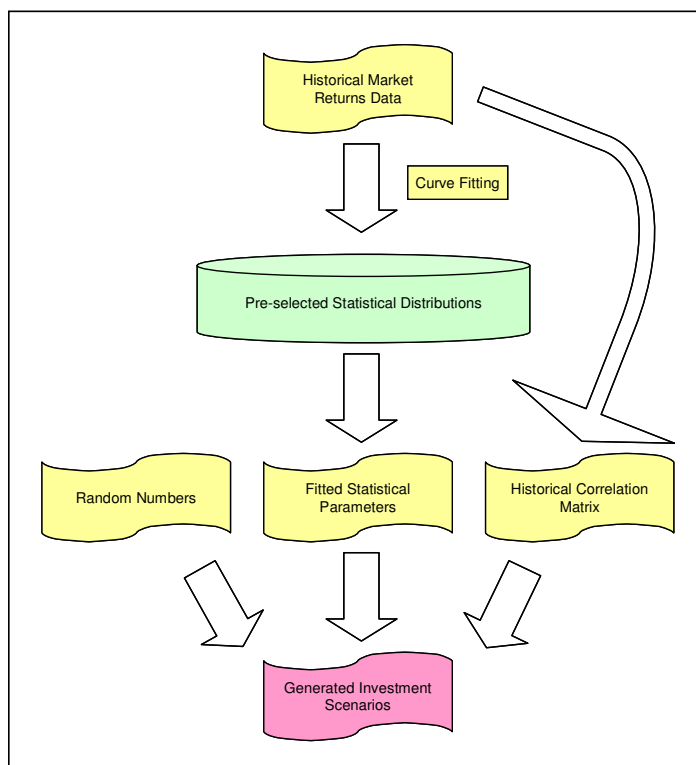 Historical Market
Returns Data
Curve Fitting
Pre-selected Statistical Distributions
Random Numbers
Fitted Statistical
Parameters
Historical Correlation
Matrix
Generated Investment
Scenarios